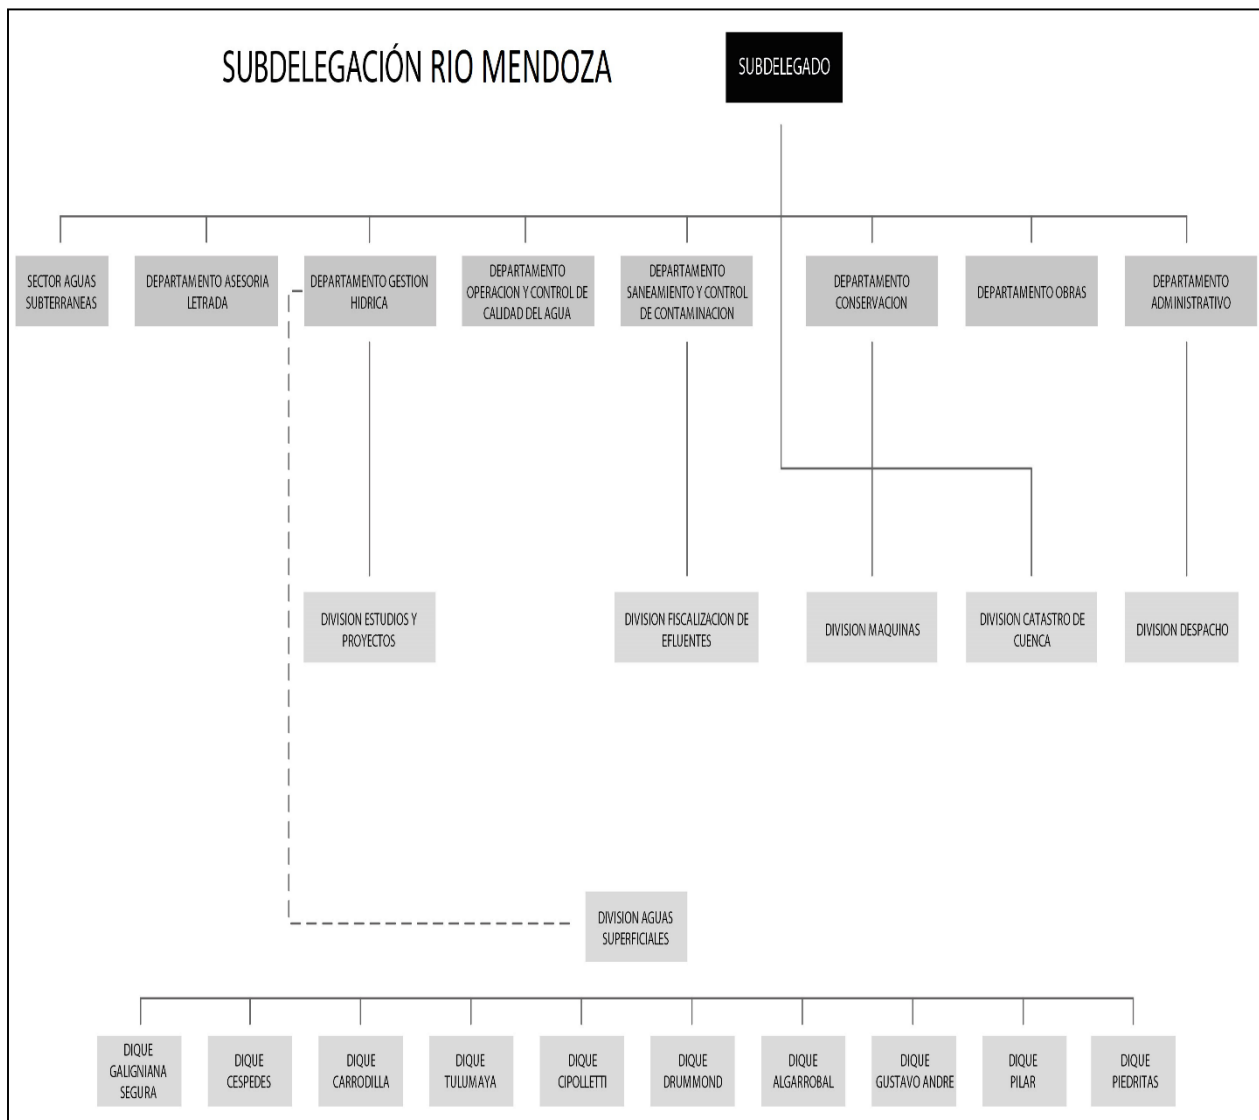 SUBDELEGACIÓN RIO MENDOZA
SUBDELEGADO
SECTOR AGUAS
SUBTERRANEAS
DEPARTAMENTO ASESORIA
LETRADA
DEPARTAMENTO GESTION
HIDRICA
DEPARTAMENTO
OPERACION Y CONTROL DE
CALIDAD DEL AGUA
DEPARTAMENTO
SANEAMIENTO Y CONTROL
DE CONTAMINACION
DEPARTAMENTO
CONSERVACION
DEPARTAMENTO OBRAS
DEPARTAMENTO
ADMINISTRATIVO
DIVISION ESTUDIOS Y
PROYECTOS
DIVISION FISCALIZACION DE
EFLUENTES
DIVISION MAQUINAS
DIVISION CATASTRO DE
CUENCA
DIVISION DESPACHO
DIVISION AGUAS
SUPERFICIALES
DIQUE
GALIGNIANA
SEGURA
DIQUE
CESPEDES
DIQUE
CARRODILLA
DIQUE
TULUMAYA
DIQUE
CIPOLLETTI
DIQUE
DRUMMOND
DIQUE
ALGARROBAL
DIQUE
GUSTAVO ANDRE
DIQUE
PILAR
DIQUE
PIEDRITAS